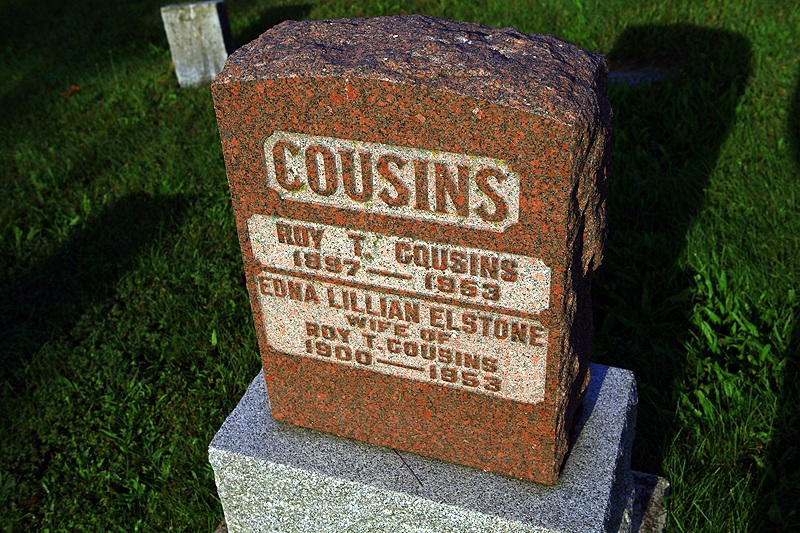 COUSINS
ROY T. COUSINS
1897—1963
EDNA LILLIAN ELSTONE
WIFE OF
ROY T. COUSINS
1900—1953